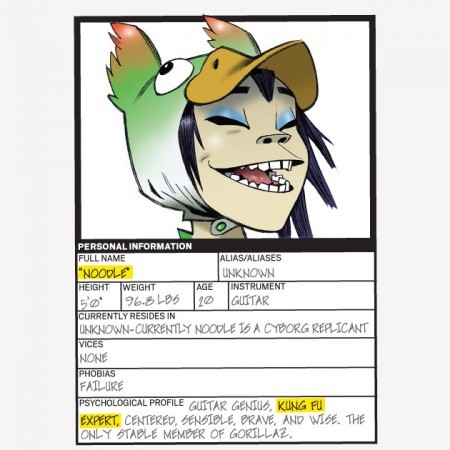 PERSONAL INFORMATION
FULL NAME
"NOODLE"
ALIAS/ALIASES
UNKNOWN
HEIGHT
5'0"
WEIGHT
96.8 LBS
AGE
20
INSTRUMENT
GUITAR
CURRENTLY RESIDES IN
UNKNOWN-CURRENTLY NOODLE IS A CYBORG REPLICANT
VICES
NONE
PHOBIAS
FAILURE
PSYCHOLOGICAL PROFILE GUITAR GENIUS, KUNG FU
EXPERT, CENTERED, SENSIBLE, BRAVE, AND WISE. THE
ONLY STABLE MEMBER OF GORILLAZ.